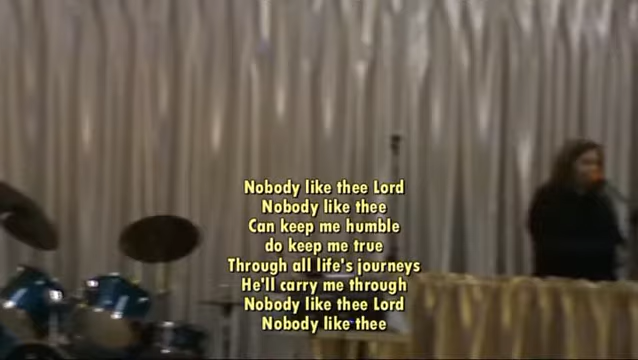 Nobody like thee Lord
Nobody like thee
Can keep me humble
do keep me true
Through all life's journeys
He'll carry me through
Nobody like thee Lord
Nobody like thee